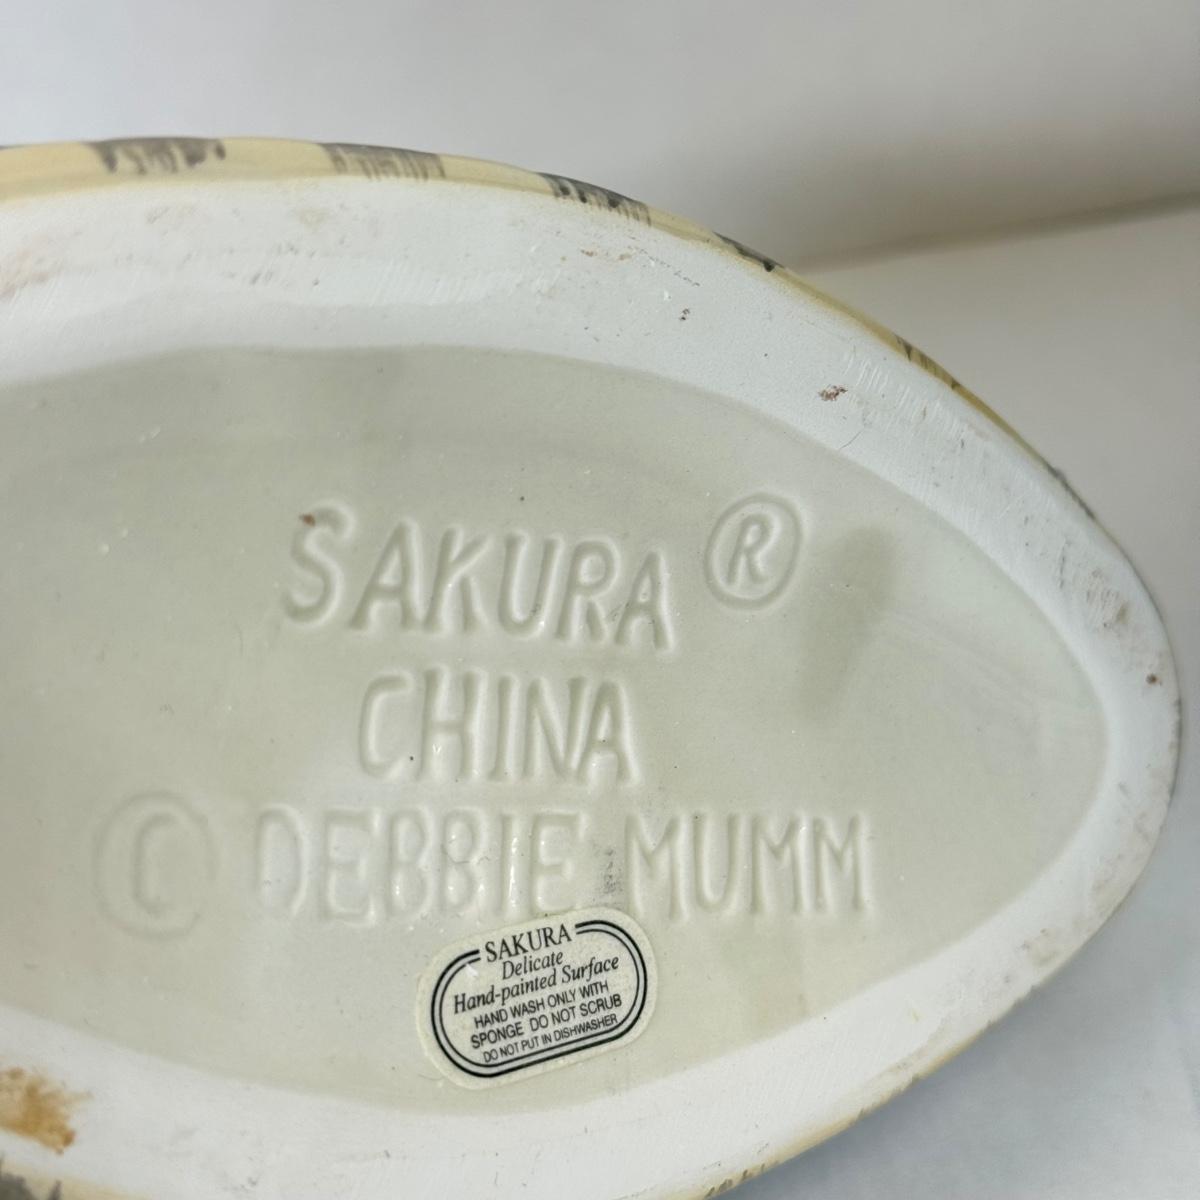 SAKURA ®
CHINA
© DEBBIE MUMM
SAKURA
Delicate
Hand-painted Surface
HAND WASH ONLY WITH
SPONGE DO NOT SCRUB
DO NOT PUT IN DISHWASHER